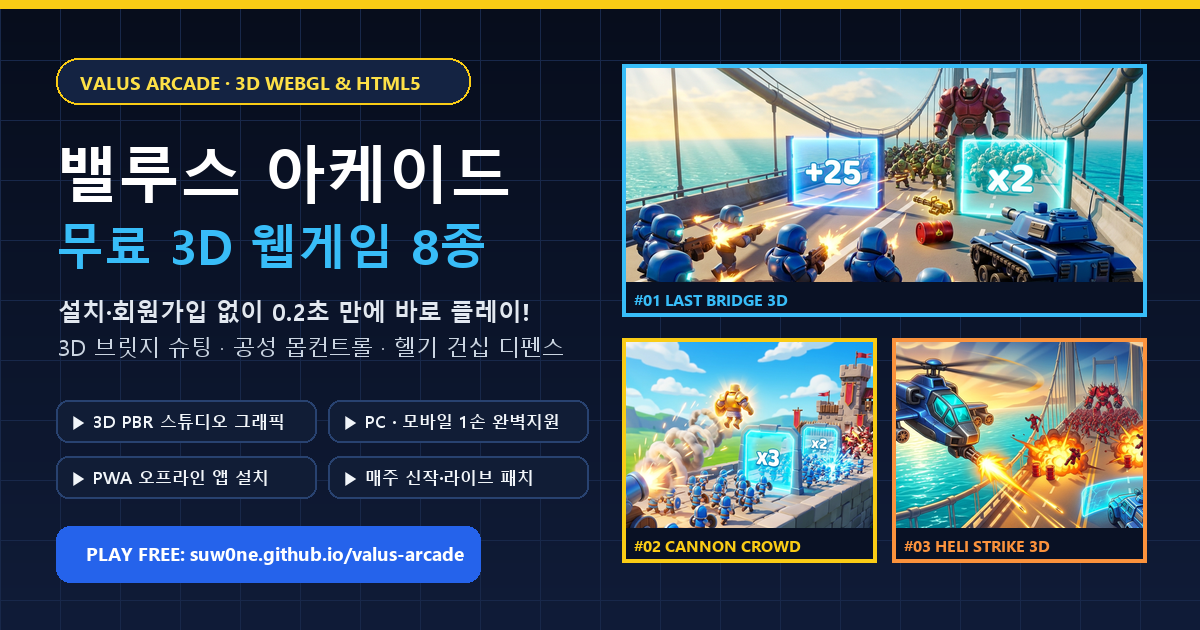 VALUS ARCADE · 3D WEBGL & HTML5
밸루스 아케이드
무료 3D 웹게임 8종
설치·회원가입 없이 0.2초 만에 바로 플레이!
3D 브릿지 슈팅 · 공성 몹컨트롤 · 헬기 건십 디펜스
▶ 3D PBR 스튜디오 그래픽
▶ PC · 모바일 1손 완벽지원
▶ PWA 오프라인 앱 설치
▶ 매주 신작·라이브 패치
PLAY FREE: suw0ne.github.io/valus-arcade
+25
x2
#01 LAST BRIDGE 3D
x3
x2
#02 CANNON CROWD
#03 HELI STRIKE 3D